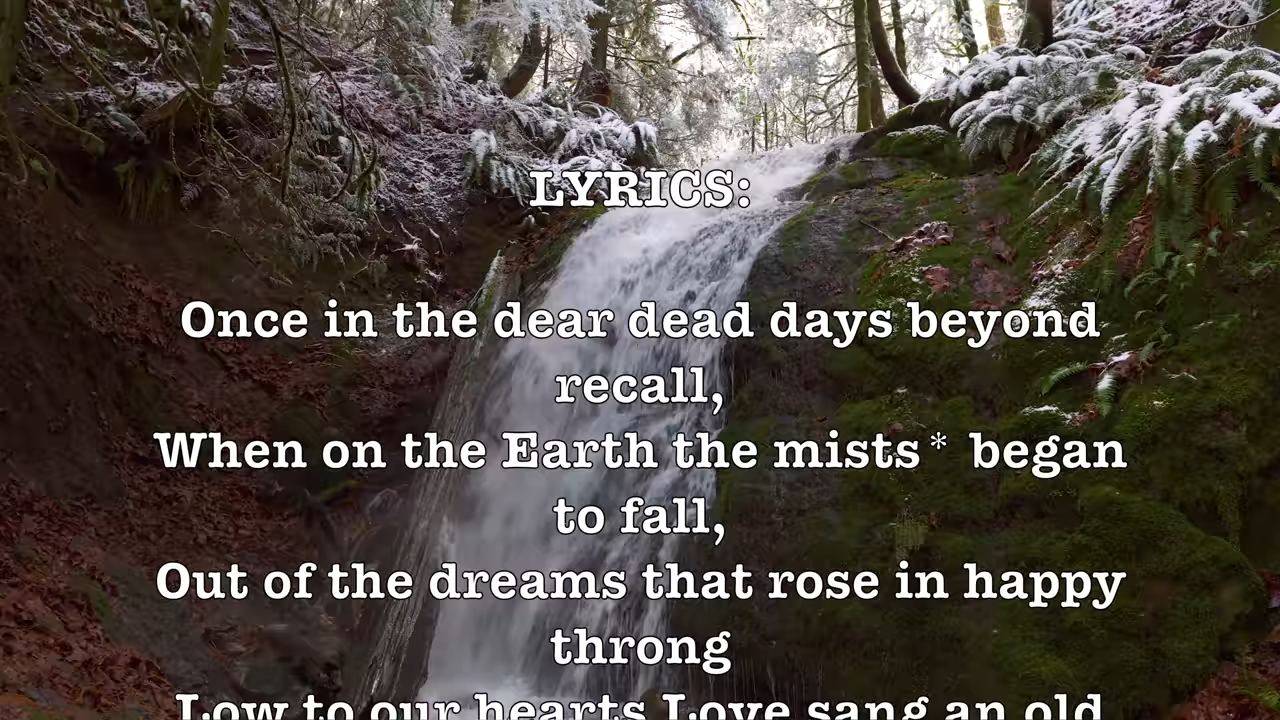 LYRICS:
Once in the dear dead days beyond
recall,
When on the Earth the mists* began
to fall,
Out of the dreams that rose in happy
throng
Low to our hearts Love sang an old